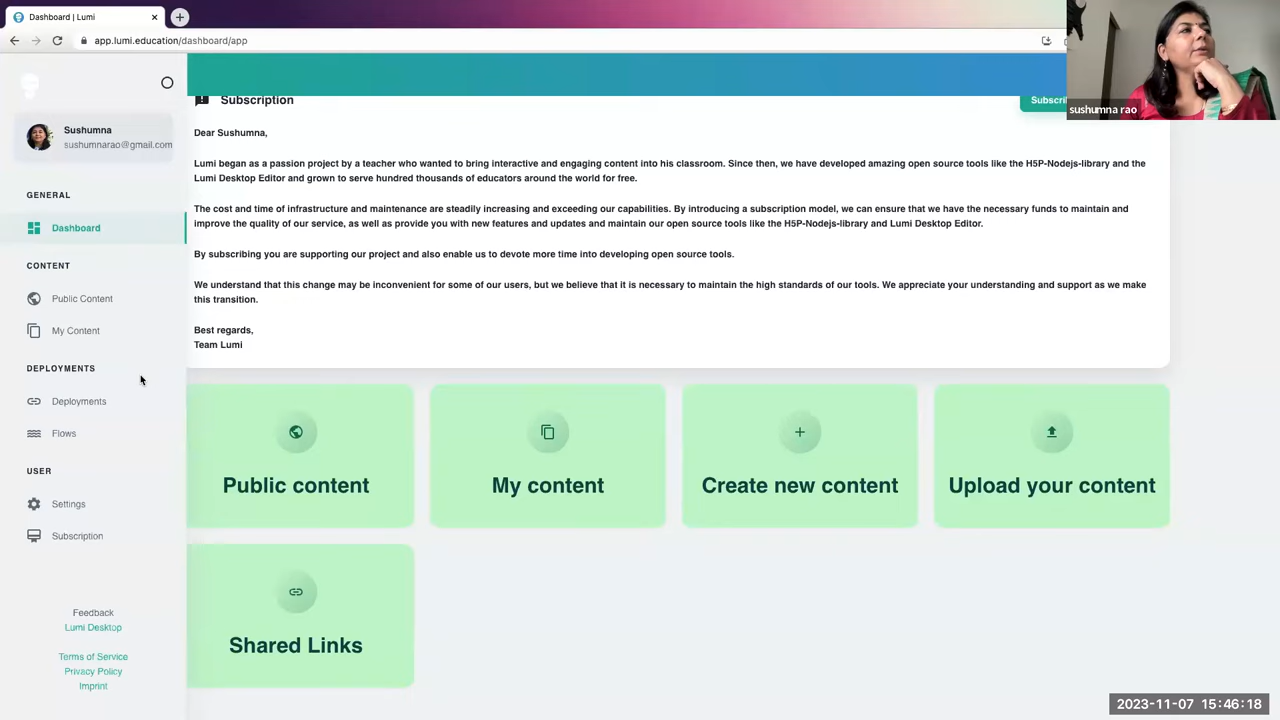 Dashboard | Lumi
app.lumi.education/dashboard/app
sushumna rao
Sushumna
sushumnarao@gmail.com
GENERAL
Dashboard
CONTENT
Public Content
My Content
DEPLOYMENTS
Deployments
Flows
USER
Settings
Subscription
Feedback
Lumi Desktop
Terms of Service
Privacy Policy
Imprint
Subscription
Dear Sushumna,
Lumi began as a passion project by a teacher who wanted to bring interactive and engaging content into his classroom. Since then, we have developed amazing open source tools like the H5P-Nodejs-library and the
Lumi Desktop Editor and grown to serve hundred thousands of educators around the world for free.
The cost and time of infrastructure and maintenance are steadily increasing and exceeding our capabilities. By introducing a subscription model, we can ensure that we have the necessary funds to maintain and
improve the quality of our service, as well as provide you with new features and updates and maintain our open source tools like the H5P-Nodejs-library and Lumi Desktop Editor.
By subscribing you are supporting our project and also enable us to devote more time into developing open source tools.
We understand that this change may be inconvenient for some of our users, but we believe that it is necessary to maintain the high standards of our tools. We appreciate your understanding and support as we make
this transition.
Best regards,
Team Lumi
Public content
My content
Create new content
Upload your content
Shared Links
2023-11-07 15:46:18